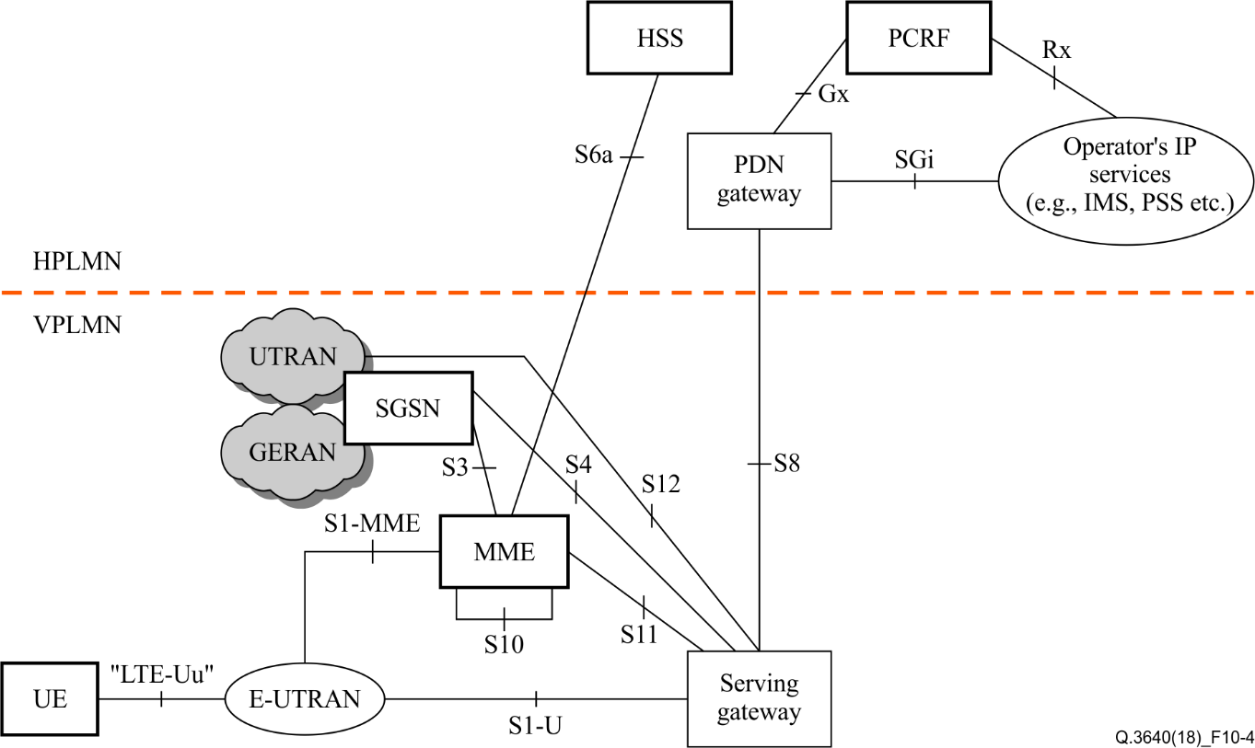 HSS
PCRF
Rx
Gx
S6a
PDN
gateway
SGi
Operator's IP
services
(e.g., IMS, PSS etc.)
HPLMN
VPLMN
UTRAN
SGSN
GERAN
S3
S4
S12
S8
S1-MME
MME
S10
S11
UE
"LTE-Uu"
E-UTRAN
S1-U
Serving
gateway
Q.3640(18)_F10-4